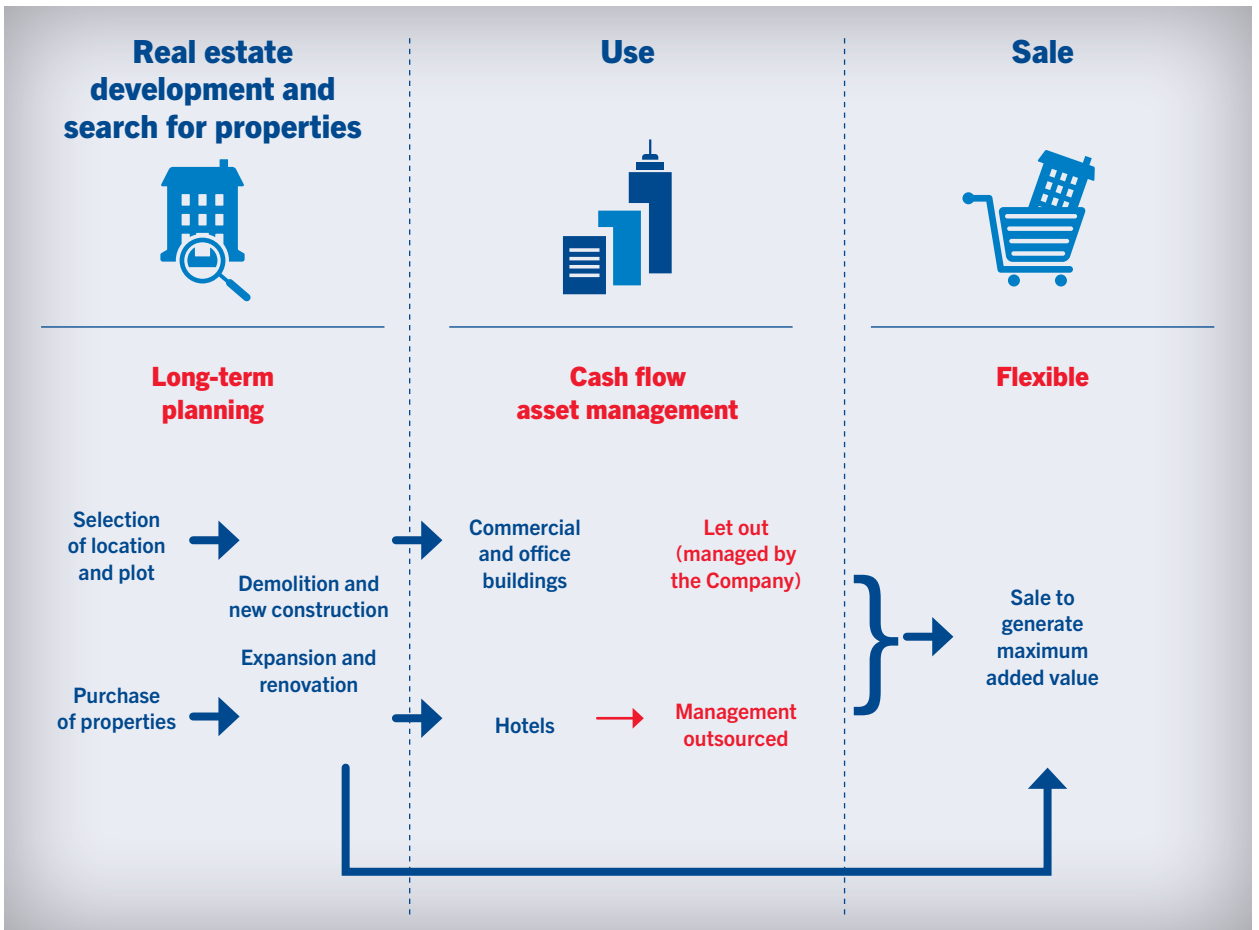 Real estate
development and
search for properties
Use
Sale
Long-term
planning
Cash flow
asset management
Flexible
Selection
of location
and plot
Demolition and
new construction
Expansion and
renovation
Purchase
of properties
Commercial
and office
buildings
Let out
(managed by
the Company)
Hotels
Management
outsourced
Sale to
generate
maximum
added value